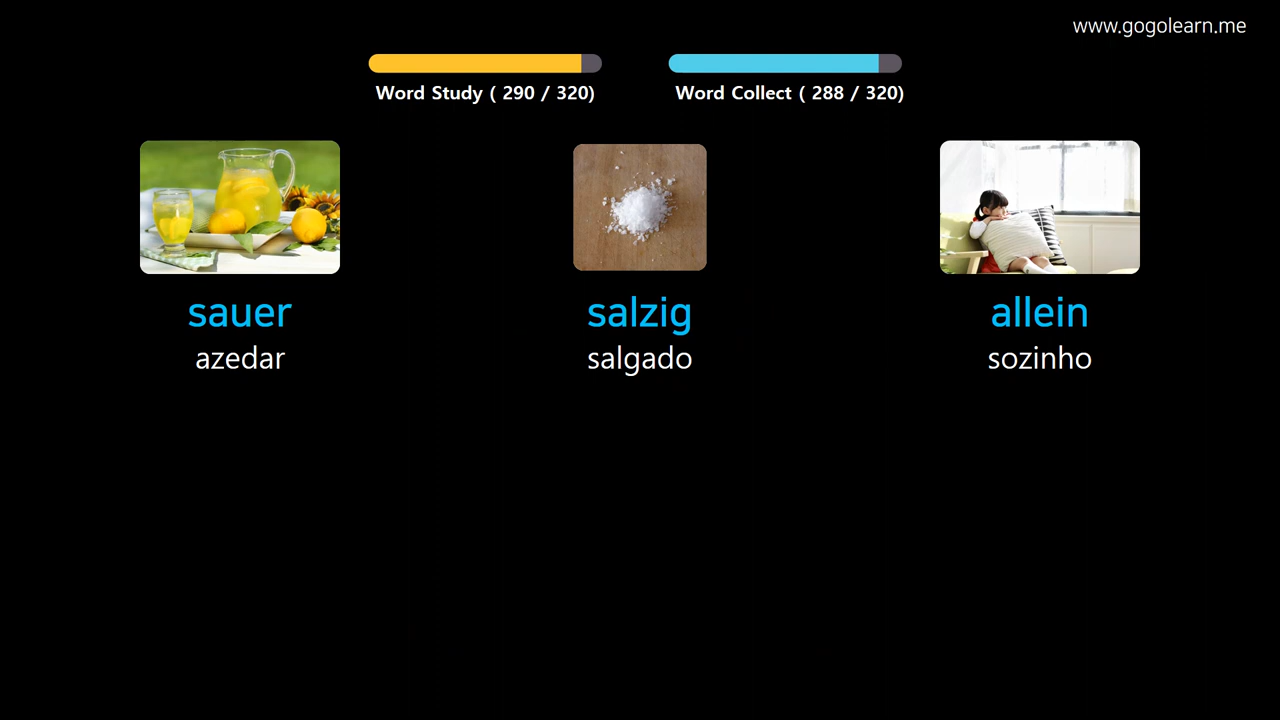 www.gogolearn.me
Word Study ( 290 / 320)
Word Collect ( 288 / 320)
sauer
salzig
allein
azedar
salgado
sozinho